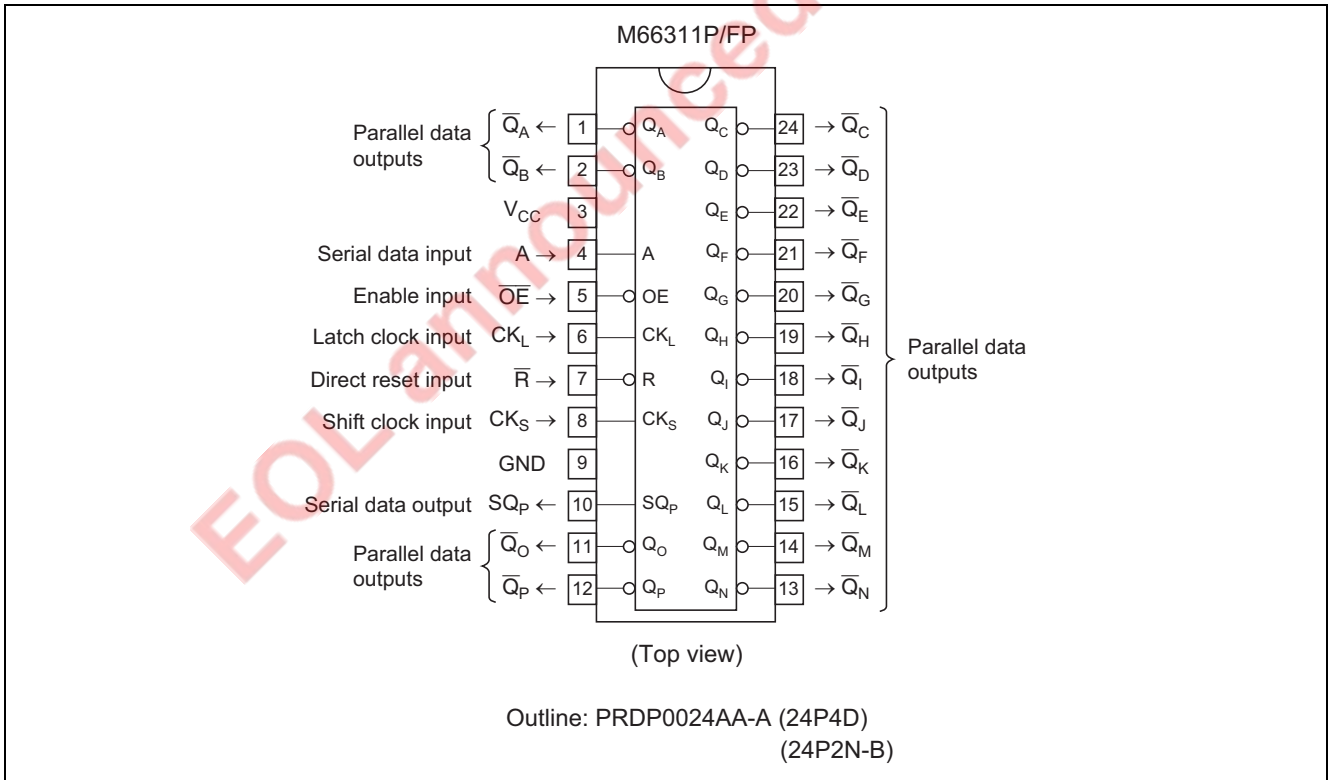 M66311P/FP
Parallel data outputs
Q̅A ← 1 QA QC 24 → Q̅C
Q̅B ← 2 QB QD 23 → Q̅D
VCC 3 QE 22 → Q̅E
Serial data input A → 4 A QF 21 → Q̅F
Enable input O̅E̅ → 5 OE QG 20 → Q̅G
Latch clock input CKL → 6 CKL QH 19 → Q̅H
Direct reset input R̅ → 7 R QI 18 → Q̅I
Parallel data outputs
Shift clock input CKS → 8 CKS QJ 17 → Q̅J
GND 9 QK 16 → Q̅K
Serial data output SQP ← 10 SQP QL 15 → Q̅L
Parallel data outputs
Q̅O ← 11 QO QM 14 → Q̅M
Q̅P ← 12 QP QN 13 → Q̅N
(Top view)
Outline: PRDP0024AA-A (24P4D)
(24P2N-B)
EOL announced